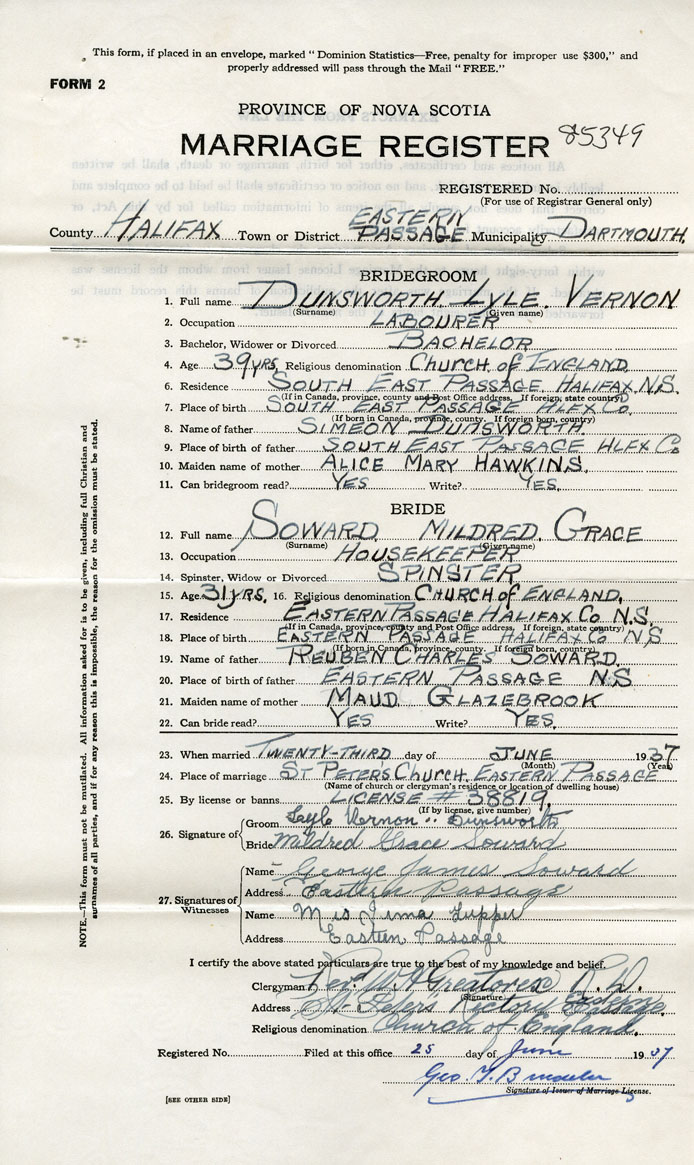 This form, if placed in an envelope, marked "Dominion Statistics—Free, penalty for improper use $300," and
properly addressed will pass through the Mail "FREE."
FORM 2
PROVINCE OF NOVA SCOTIA
MARRIAGE REGISTER 85349
REGISTERED No.
(For use of Registrar General only)
County HALIFAX Town or District EASTERN PASSAGE Municipality DARTMOUTH.
BRIDEGROOM
1. Full name DUNSWORTH LYLE. VERNON
(Surname) (Given name)
2. Occupation LABOURER
3. Bachelor, Widower or Divorced BACHELOR
4. Age 39 yrs, Religious denomination Church of ENGLAND
6. Residence SOUTH EAST PASSAGE HALIFAX. N.S.
(If in Canada, province, county and Post Office address. If foreign, state country)
7. Place of birth SOUTH EAST PASSAGE HLFX Co.
(If born in Canada, province, county. If foreign born, country)
8. Name of father SIMEON DUNSWORTH
9. Place of birth of father SOUTH EAST PASSAGE HLFX Co
10. Maiden name of mother ALICE MARY HAWKINS.
11. Can bridegroom read? YES Write? YES.
BRIDE
12. Full name SOWARD MILDRED. GRACE
(Surname) (Given name)
13. Occupation HOUSEKEEPER
14. Spinster, Widow or Divorced SPINSTER
15. Age 31 yrs. 16. Religious denomination CHURCH of ENGLAND.
17. Residence EASTERN PASSAGE HALIFAX Co N.S.
(If in Canada, province, county and Post Office address. If foreign, state country)
18. Place of birth EASTERN PASSAGE HALIFAX Co N S
(If born in Canada, province, county. If foreign born, country)
19. Name of father REUBEN CHARLES SOWARD.
20. Place of birth of father EASTERN PASSAGE N S
21. Maiden name of mother MAUD GLAZEBROOK
22. Can bride read? YES Write? YES.
23. When married TWENTY-THIRD day of JUNE 1937
(Month) (Year)
24. Place of marriage ST PETER'S Church. EASTERN PASSAGE
(Name of church or clergyman's residence or location of dwelling house)
25. By license or banns LICENSE # 38819.
(If by license, give number)
26. Signature of
Groom Lyle Vernon Dunsworth
Bride Mildred Grace Soward
27. Signatures of Witnesses
Name George James Soward
Address Eastern Passage
Name Mrs Irma Tupper
Address Eastern Passage
I certify the above stated particulars are true to the best of my knowledge and belief.
Clergyman Revd W H Greatorex
(Signature)
Address St. Peter's Rectory Eastern Passage.
Religious denomination Church of England.
Registered No. Filed at this office 25 day of June 1937
Geo. T.
Signature of Issuer of Marriage License.
[SEE OTHER SIDE]
NOTE.—This form must not be mutilated. All information asked for is to be given, including full Christian and
surnames of all parties, and if for any reason this is impossible, the reason for the omission must be stated.